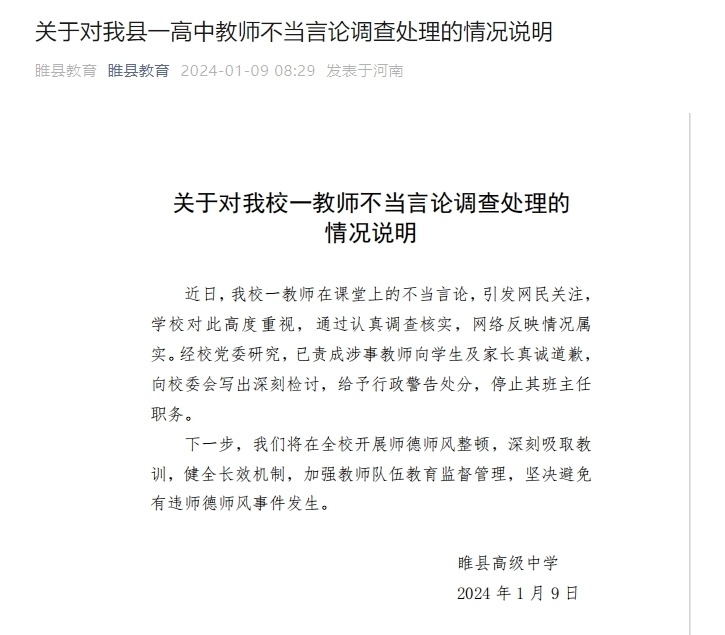 关于对我县一高中教师不当言论调查处理的情况说明
睢县教育 睢县教育 2024-01-09 08:29 发表于河南
关于对我校一教师不当言论调查处理的
情况说明
近日，我校一教师在课堂上的不当言论，引发网民关注，
学校对此高度重视，通过认真调查核实，网络反映情况属
实。经校党委研究，已责成涉事教师向学生及家长真诚道歉，
向校委会写出深刻检讨，给予行政警告处分，停止其班主任
职务。
下一步，我们将在全校开展师德师风整顿，深刻吸取教
训，健全长效机制，加强教师队伍教育监督管理，坚决避免
有违师德师风事件发生。
睢县高级中学
2024 年 1 月 9 日